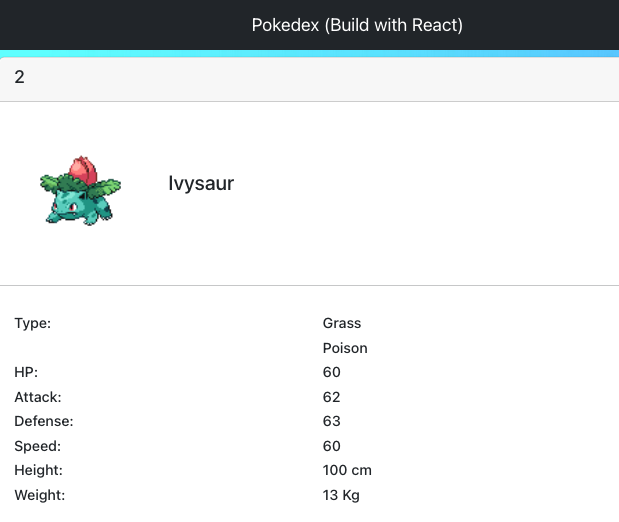 Pokedex (Build with React)
2
Ivysaur
Type: Grass
Poison
HP: 60
Attack: 62
Defense: 63
Speed: 60
Height: 100 cm
Weight: 13 Kg